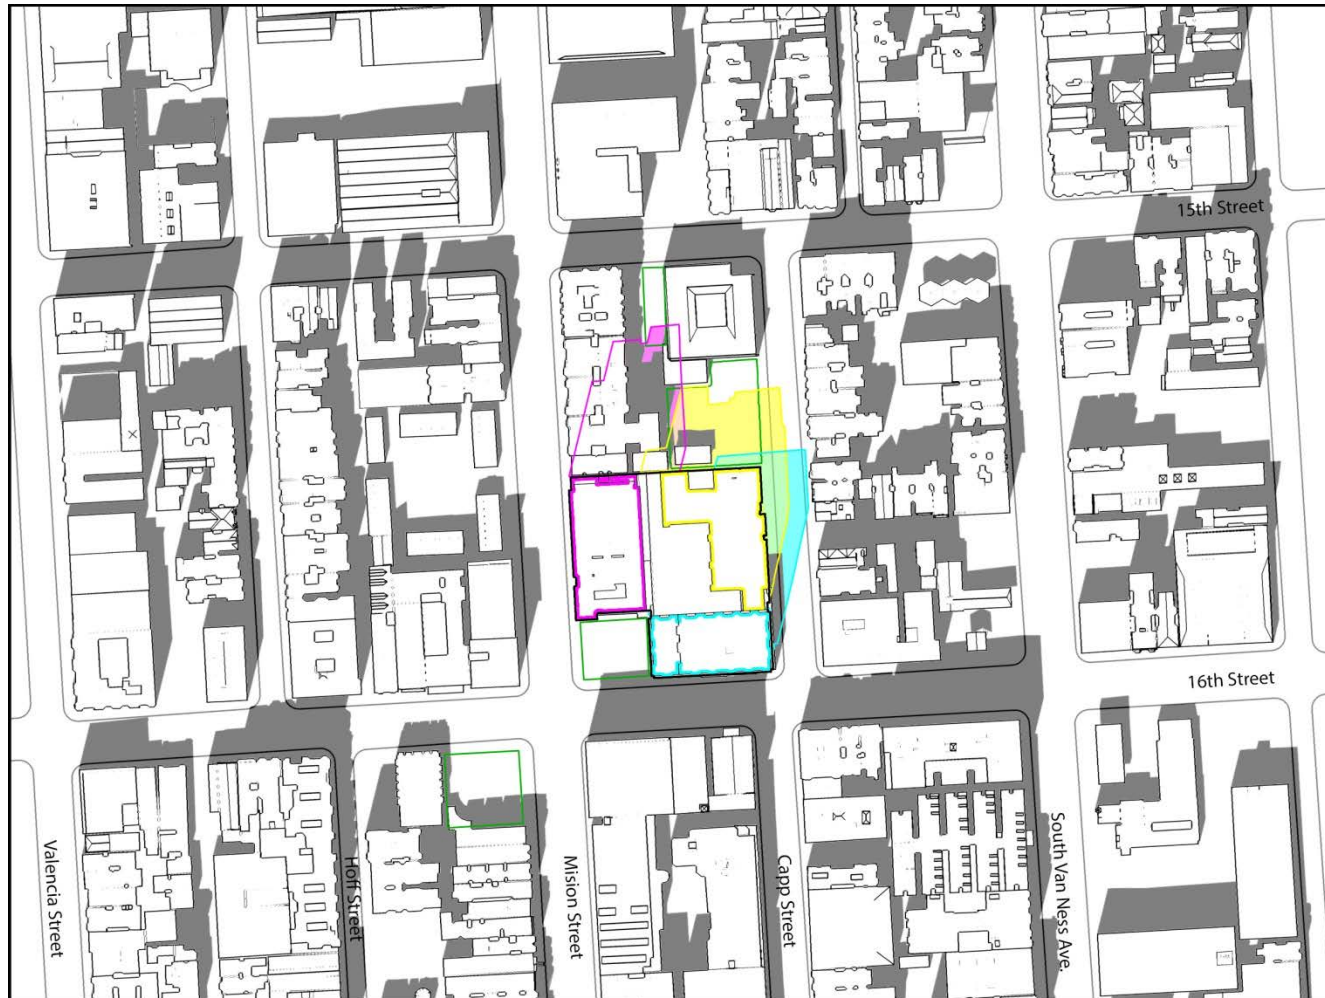 15th Street
16th Street
Valencia Street
Hoff Street
Mision Street
Capp Street
South Van Ness Ave.